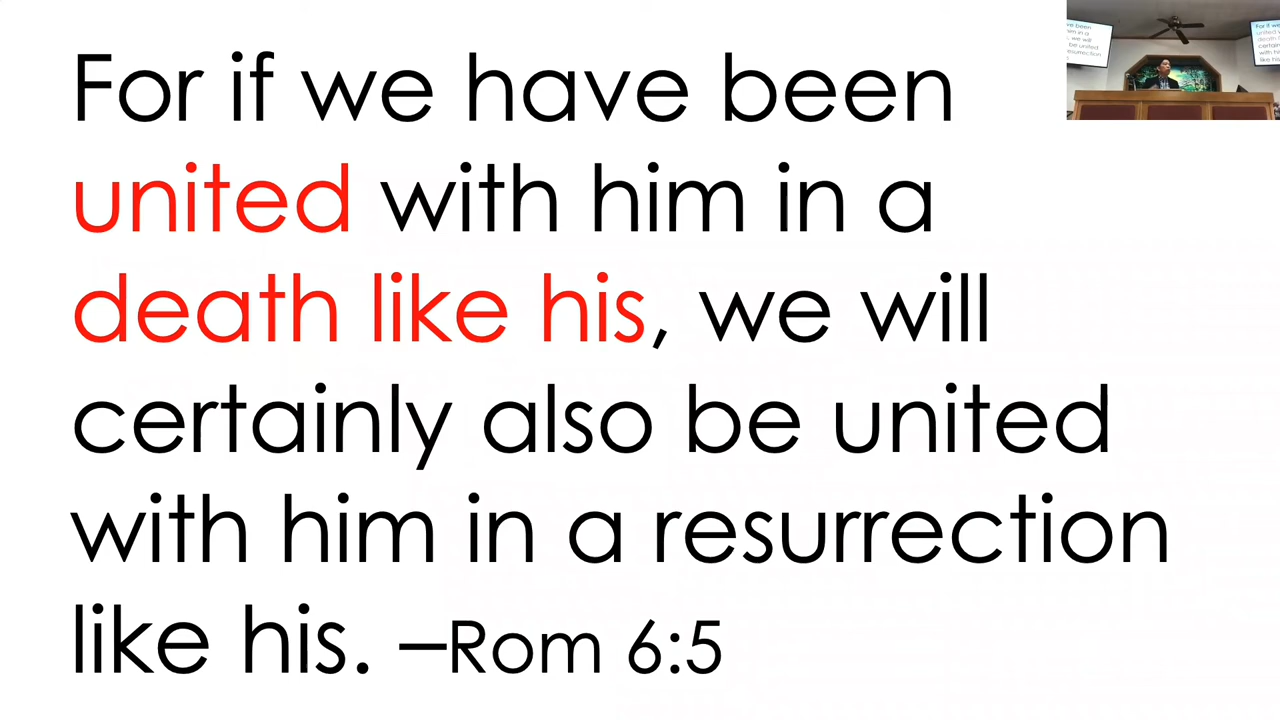 For if we have been
united with him in a
death like his, we will
certainly also be united
with him in a resurrection
like his. —Rom 6:5